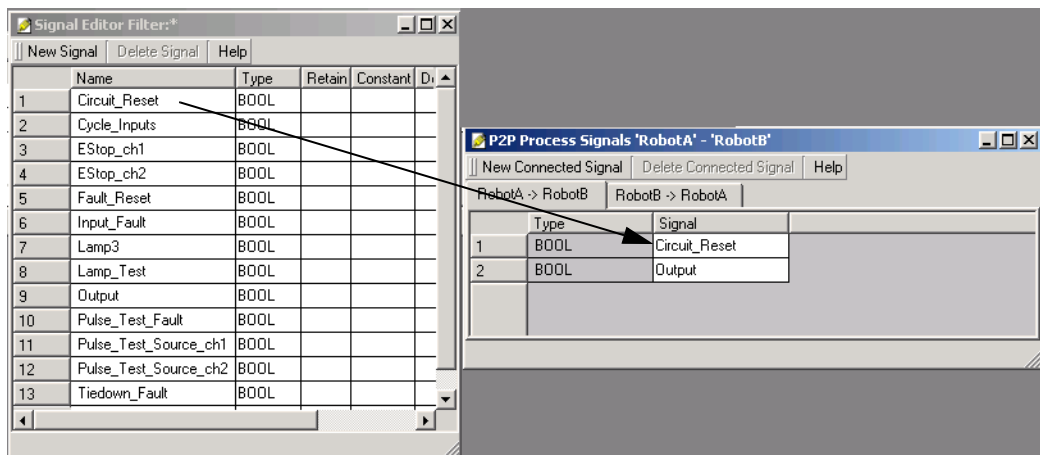 Signal Editor Filter:*
New Signal Delete Signal Help
Name Type Retain Constant
1 Circuit_Reset BOOL
2 Cycle_Inputs BOOL
3 EStop_ch1 BOOL
4 EStop_ch2 BOOL
5 Fault_Reset BOOL
6 Input_Fault BOOL
7 Lamp3 BOOL
8 Lamp_Test BOOL
9 Output BOOL
10 Pulse_Test_Fault BOOL
11 Pulse_Test_Source_ch1 BOOL
12 Pulse_Test_Source_ch2 BOOL
13 Tiedown_Fault BOOL
P2P Process Signals 'RobotA' - 'RobotB'
New Connected Signal Delete Connected Signal Help
RobotA -> RobotB RobotB -> RobotA
Type Signal
1 BOOL Circuit_Reset
2 BOOL Output